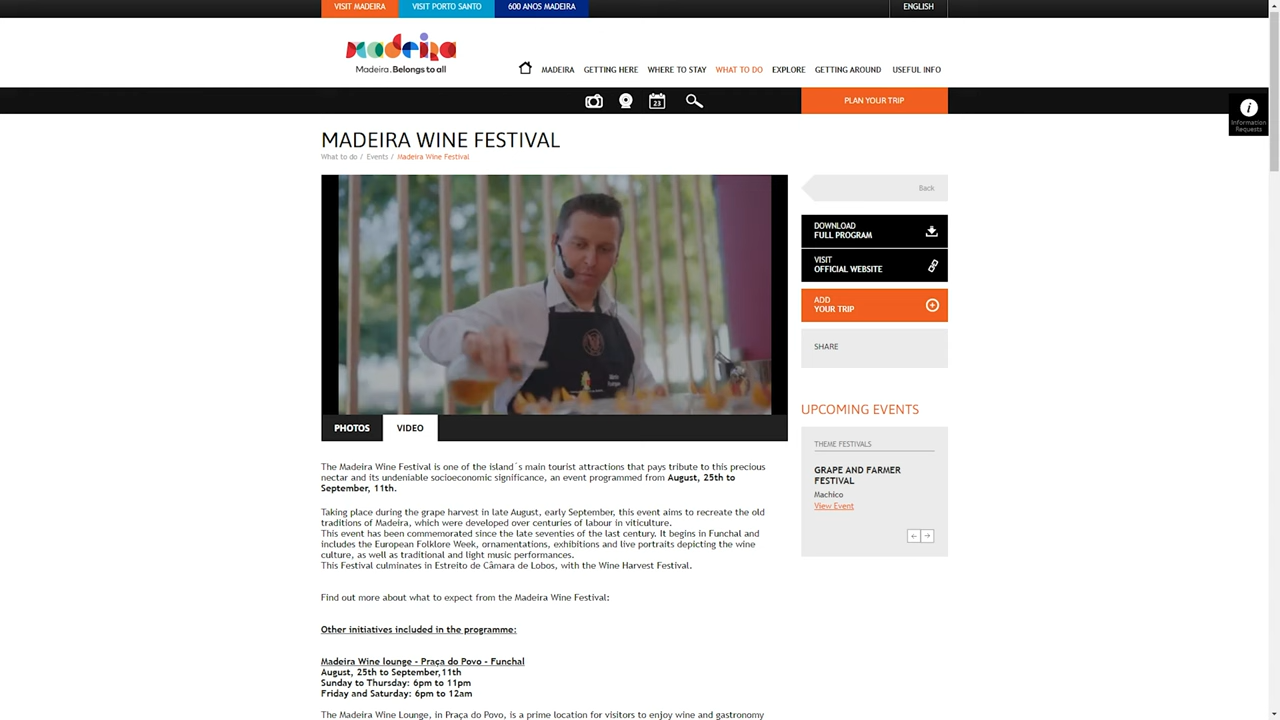 VISIT MADEIRA
VISIT PORTO SANTO
600 ANOS MADEIRA
ENGLISH
madeira
Madeira. Belongs to all
MADEIRA
GETTING HERE
WHERE TO STAY
WHAT TO DO
EXPLORE
GETTING AROUND
USEFUL INFO
23
PLAN YOUR TRIP
i
Information
Requests
MADEIRA WINE FESTIVAL
What to do / Events / Madeira Wine Festival
Back
DOWNLOAD
FULL PROGRAM
VISIT
OFFICIAL WEBSITE
ADD
YOUR TRIP
SHARE
PHOTOS
VIDEO
UPCOMING EVENTS
THEME FESTIVALS
GRAPE AND FARMER
FESTIVAL
Machico
View Event
The Madeira Wine Festival is one of the island´s main tourist attractions that pays tribute to this precious
nectar and its undeniable socioeconomic significance, an event programmed from August, 25th to
September, 11th.
Taking place during the grape harvest in late August, early September, this event aims to recreate the old
traditions of Madeira, which were developed over centuries of labour in viticulture.
This event has been commemorated since the late seventies of the last century. It begins in Funchal and
includes the European Folklore Week, ornamentations, exhibitions and live portraits depicting the wine
culture, as well as traditional and light music performances.
This Festival culminates in Estreito de Câmara de Lobos, with the Wine Harvest Festival.
Find out more about what to expect from the Madeira Wine Festival:
Other initiatives included in the programme:
Madeira Wine lounge - Praça do Povo - Funchal
August, 25th to September,11th
Sunday to Thursday: 6pm to 11pm
Friday and Saturday: 6pm to 12am
The Madeira Wine Lounge, in Praça do Povo, is a prime location for visitors to enjoy wine and gastronomy